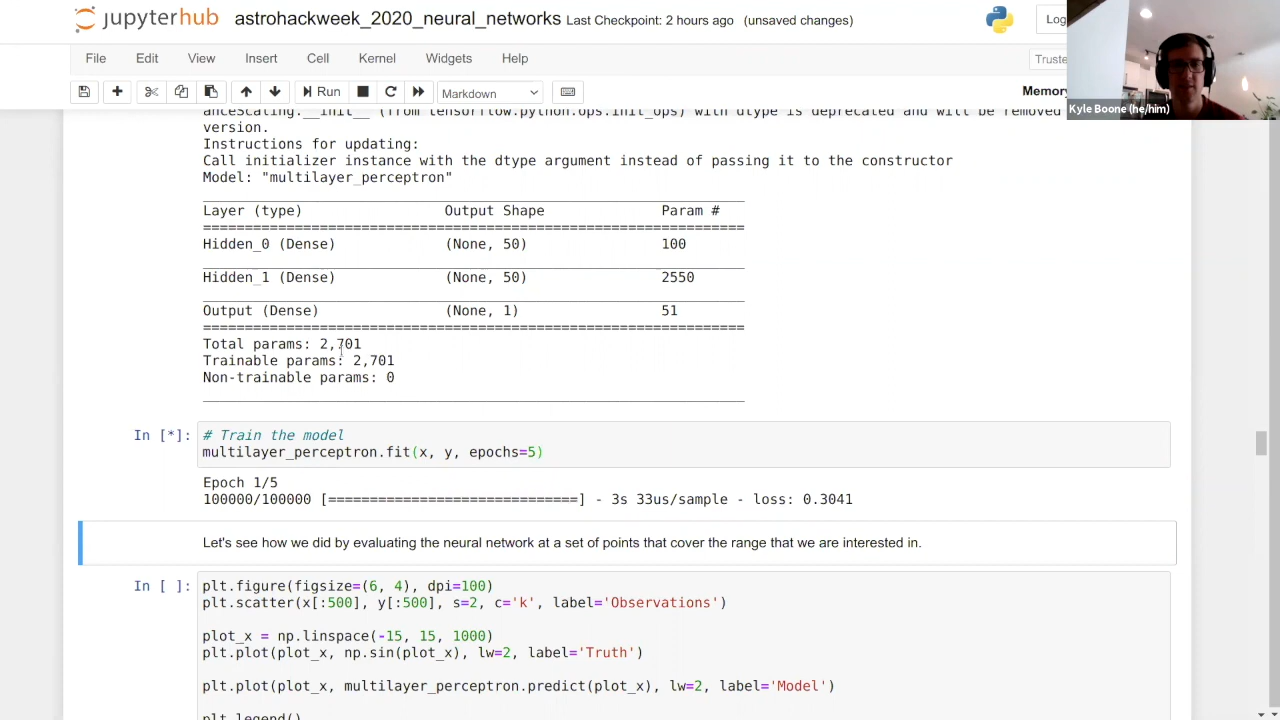 jupyterhub astrohackweek_2020_neural_networks Last Checkpoint: 2 hours ago (unsaved changes)
Log
File Edit View Insert Cell Kernel Widgets Help
Truste
Run Markdown
Memory
Kyle Boone (he/him)
anceScaling.__init__ (from tensorflow.python.ops.init_ops) with dtype is deprecated and will be removed
version.
Instructions for updating:
Call initializer instance with the dtype argument instead of passing it to the constructor
Model: "multilayer_perceptron"
Layer (type) Output Shape Param #
=================================================================
Hidden_0 (Dense) (None, 50) 100
Hidden_1 (Dense) (None, 50) 2550
Output (Dense) (None, 1) 51
=================================================================
Total params: 2,701
Trainable params: 2,701
Non-trainable params: 0
In [*]: # Train the model
multilayer_perceptron.fit(x, y, epochs=5)
Epoch 1/5
100000/100000 [==============================] - 3s 33us/sample - loss: 0.3041
Let's see how we did by evaluating the neural network at a set of points that cover the range that we are interested in.
In [ ]: plt.figure(figsize=(6, 4), dpi=100)
plt.scatter(x[:500], y[:500], s=2, c='k', label='Observations')
plot_x = np.linspace(-15, 15, 1000)
plt.plot(plot_x, np.sin(plot_x), lw=2, label='Truth')
plt.plot(plot_x, multilayer_perceptron.predict(plot_x), lw=2, label='Model')
plt.legend()